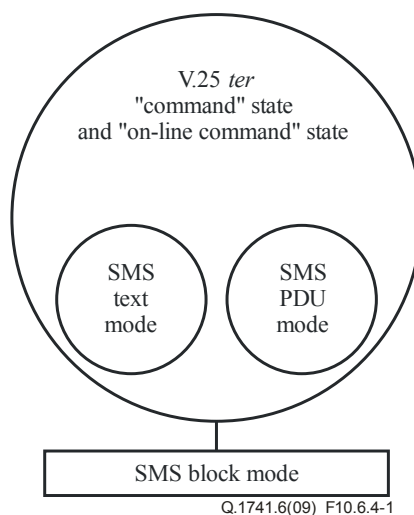 V.25 ter
"command" state
and "on-line command" state
SMS
text
mode
SMS
PDU
mode
SMS block mode
Q.1741.6(09)_F10.6.4-1